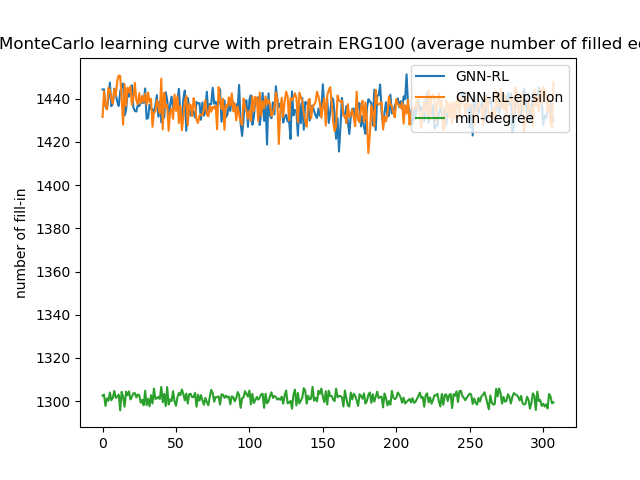 MonteCarlo learning curve with pretrain ERG100 (average number of filled
GNN-RL
GNN-RL-epsilon
min-degree
number of fill-in
1440
1420
1400
1380
1360
1340
1320
1300
0 50 100 150 200 250 300